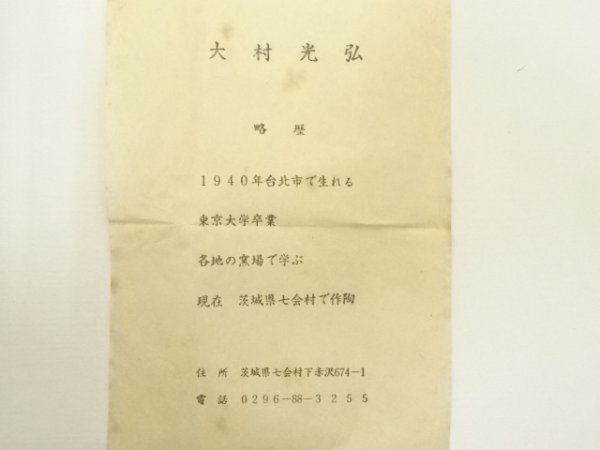 大村光弘
略歴
1940年台北市で生れる
東京大学卒業
各地の窯場で学ぶ
現在　茨城県七会村で作陶
住所　茨城県七会村下赤沢674−1
電話　0296−88−3255